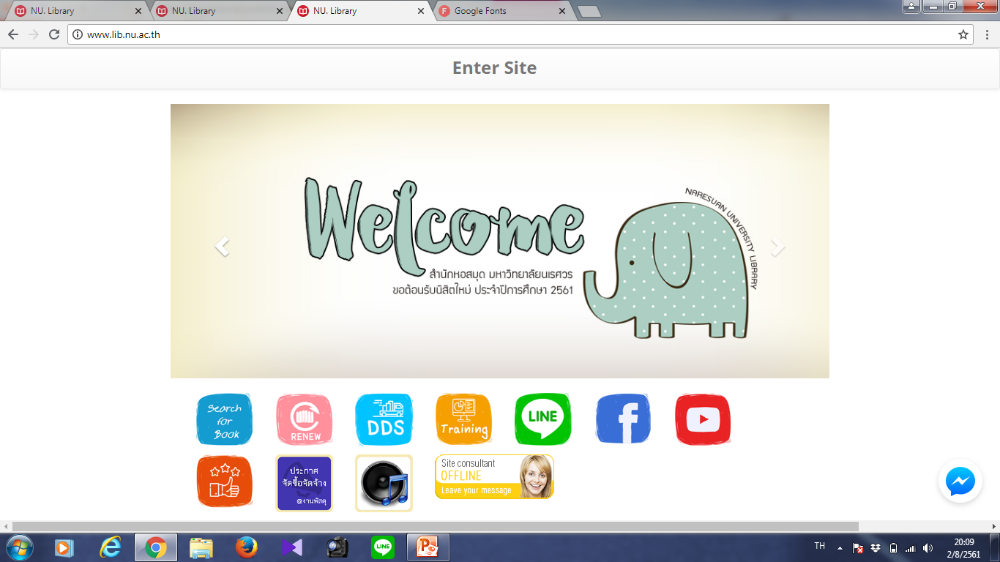 NU. Library
NU. Library
NU. Library
Google Fonts
www.lib.nu.ac.th
Enter Site
Welcome
NARESUAN UNIVERSITY LIBRARY
สำนักหอสมุด มหาวิทยาลัยนเรศวร
ขอต้อนรับนิสิตใหม่ ประจำปีการศึกษา 2561
Search
for
Book
RENEW
DDS
Training
LINE
ประกาศ
จัดซื้อจัดจ้าง
@งานพัสดุ
Site consultant
OFFLINE
Leave your message
LINE
TH
20:09
2/8/2561